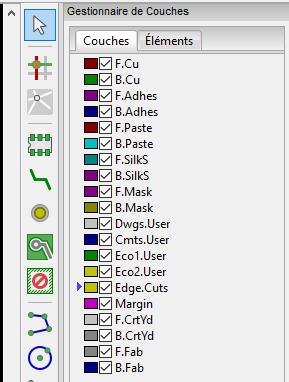 Gestionnaire de Couches
Couches Éléments
F.Cu
B.Cu
F.Adhes
B.Adhes
F.Paste
B.Paste
F.SilkS
B.SilkS
F.Mask
B.Mask
Dwgs.User
Cmts.User
Eco1.User
Eco2.User
Edge.Cuts
Margin
F.CrtYd
B.CrtYd
F.Fab
B.Fab